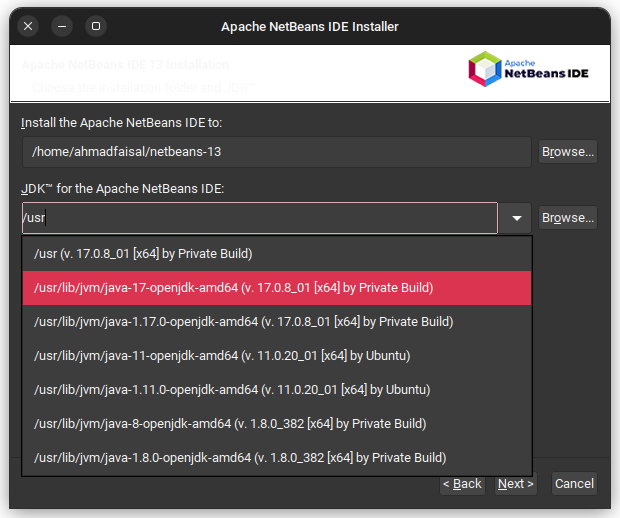 Apache NetBeans IDE Installer
Apache NetBeans IDE 13 Installation
Choose the installation folder and JDK™.
Apache
NetBeans IDE
Install the Apache NetBeans IDE to:
/home/ahmadfaisal/netbeans-13
Browse...
JDK™ for the Apache NetBeans IDE:
/usr
Browse...
/usr (v. 17.0.8_01 [x64] by Private Build)
/usr/lib/jvm/java-17-openjdk-amd64 (v. 17.0.8_01 [x64] by Private Build)
/usr/lib/jvm/java-1.17.0-openjdk-amd64 (v. 17.0.8_01 [x64] by Private Build)
/usr/lib/jvm/java-11-openjdk-amd64 (v. 11.0.20_01 [x64] by Ubuntu)
/usr/lib/jvm/java-1.11.0-openjdk-amd64 (v. 11.0.20_01 [x64] by Ubuntu)
/usr/lib/jvm/java-8-openjdk-amd64 (v. 1.8.0_382 [x64] by Private Build)
/usr/lib/jvm/java-1.8.0-openjdk-amd64 (v. 1.8.0_382 [x64] by Private Build)
< Back
Next >
Cancel